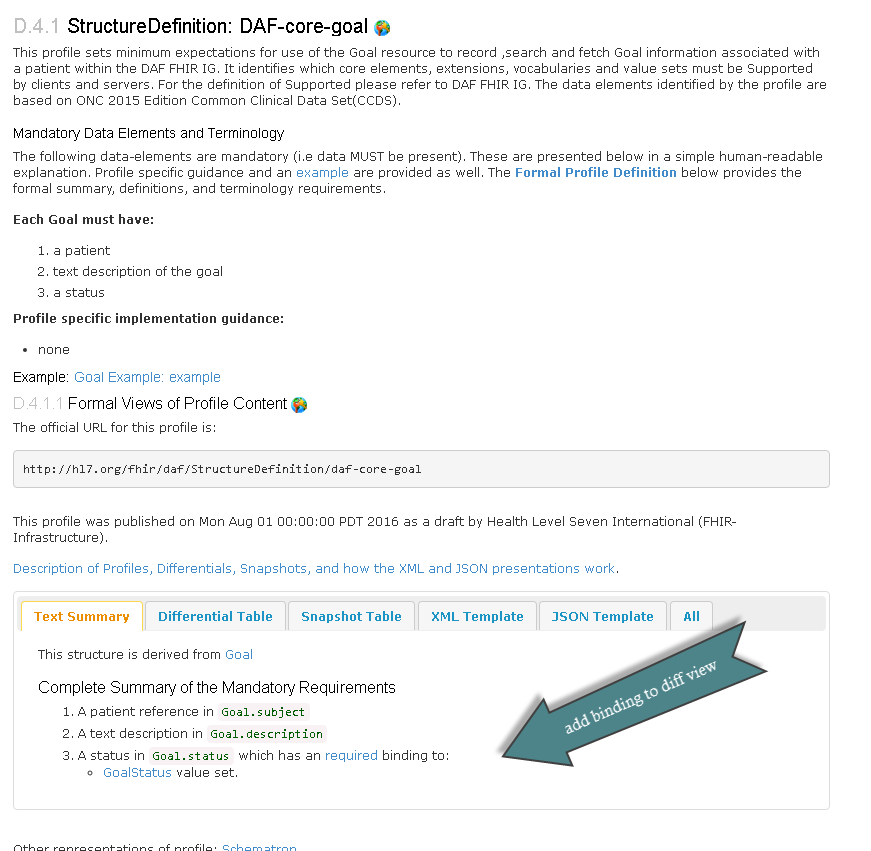 D.4.1 StructureDefinition: DAF-core-goal
This profile sets minimum expectations for use of the Goal resource to record ,search and fetch Goal information associated with
a patient within the DAF FHIR IG. It identifies which core elements, extensions, vocabularies and value sets must be Supported
by clients and servers. For the definition of Supported please refer to DAF FHIR IG. The data elements identified by the profile are
based on ONC 2015 Edition Common Clinical Data Set(CCDS).
Mandatory Data Elements and Terminology
The following data-elements are mandatory (i.e data MUST be present). These are presented below in a simple human-readable
explanation. Profile specific guidance and an example are provided as well. The Formal Profile Definition below provides the
formal summary, definitions, and terminology requirements.
Each Goal must have:
1. a patient
2. text description of the goal
3. a status
Profile specific implementation guidance:
• none
Example: Goal Example: example
D.4.1.1 Formal Views of Profile Content
The official URL for this profile is:
http://hl7.org/fhir/daf/StructureDefinition/daf-core-goal
This profile was published on Mon Aug 01 00:00:00 PDT 2016 as a draft by Health Level Seven International (FHIR-
Infrastructure).
Description of Profiles, Differentials, Snapshots, and how the XML and JSON presentations work.
Text Summary Differential Table Snapshot Table XML Template JSON Template All
This structure is derived from Goal
Complete Summary of the Mandatory Requirements
1. A patient reference in Goal.subject
2. A text description in Goal.description
3. A status in Goal.status which has an required binding to:
GoalStatus value set.
add binding to diff view
Other representations of profile: Schematron